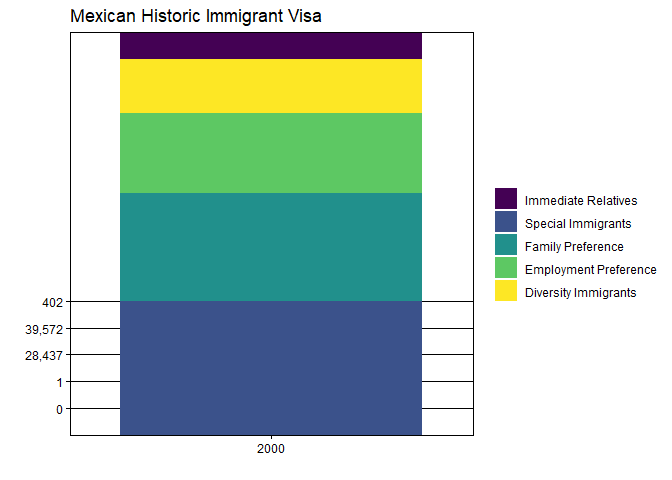 Mexican Historic Immigrant Visa
Immediate Relatives
Special Immigrants
Family Preference
Employment Preference
Diversity Immigrants
402
39,572
28,437
1
0
2000